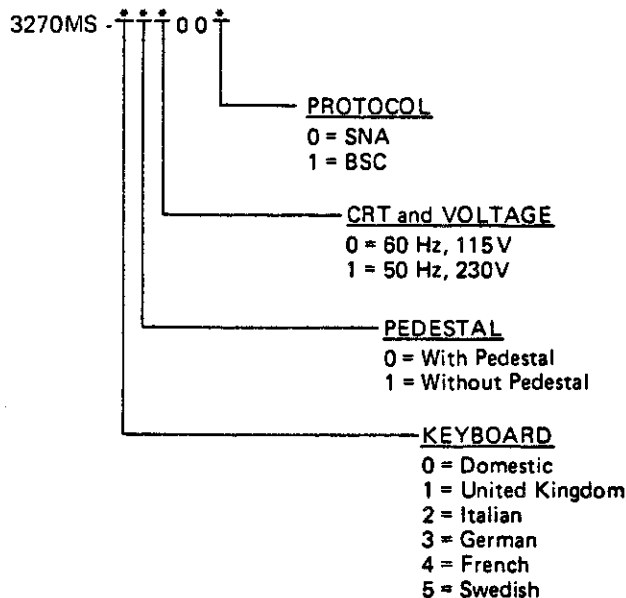 3270MS - * * * 0 0 *
PROTOCOL
0 = SNA
1 = BSC
CRT and VOLTAGE
0 = 60 Hz, 115V
1 = 50 Hz, 230V
PEDESTAL
0 = With Pedestal
1 = Without Pedestal
KEYBOARD
0 = Domestic
1 = United Kingdom
2 = Italian
3 = German
4 = French
5 = Swedish